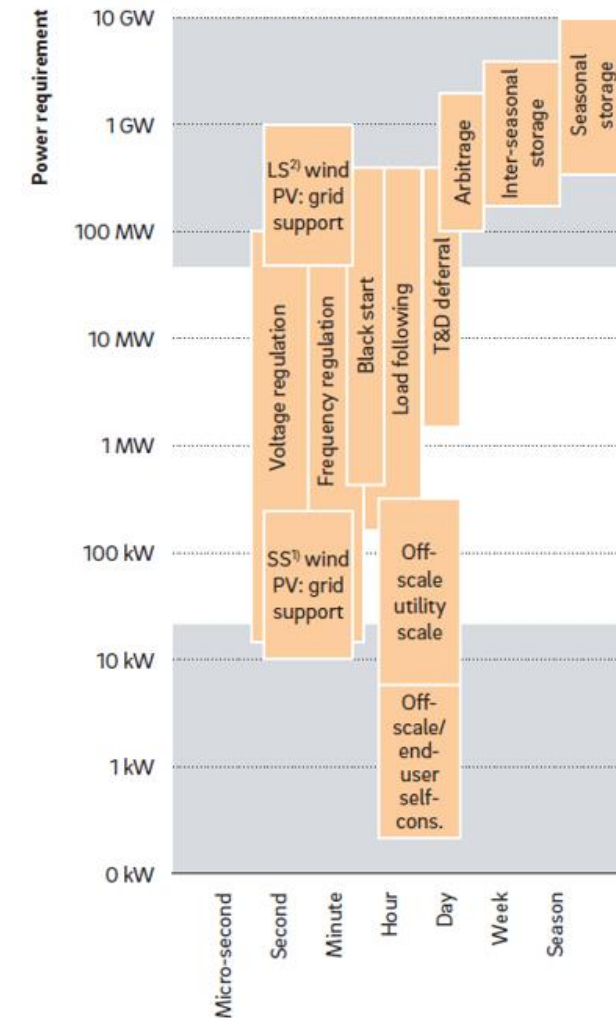 Power requirement
10 GW
1 GW
100 MW
10 MW
1 MW
100 kW
10 kW
1 kW
0 kW
LS²⁾ wind
PV: grid
support
Voltage regulation
Frequency regulation
Black start
Load following
T&D deferral
Arbitrage
Inter-seasonal
storage
Seasonal
storage
SS¹⁾ wind
PV: grid
support
Off-
scale
utility
scale
Off-
scale/
end-
user
self-
cons.
Micro-second
Second
Minute
Hour
Day
Week
Season